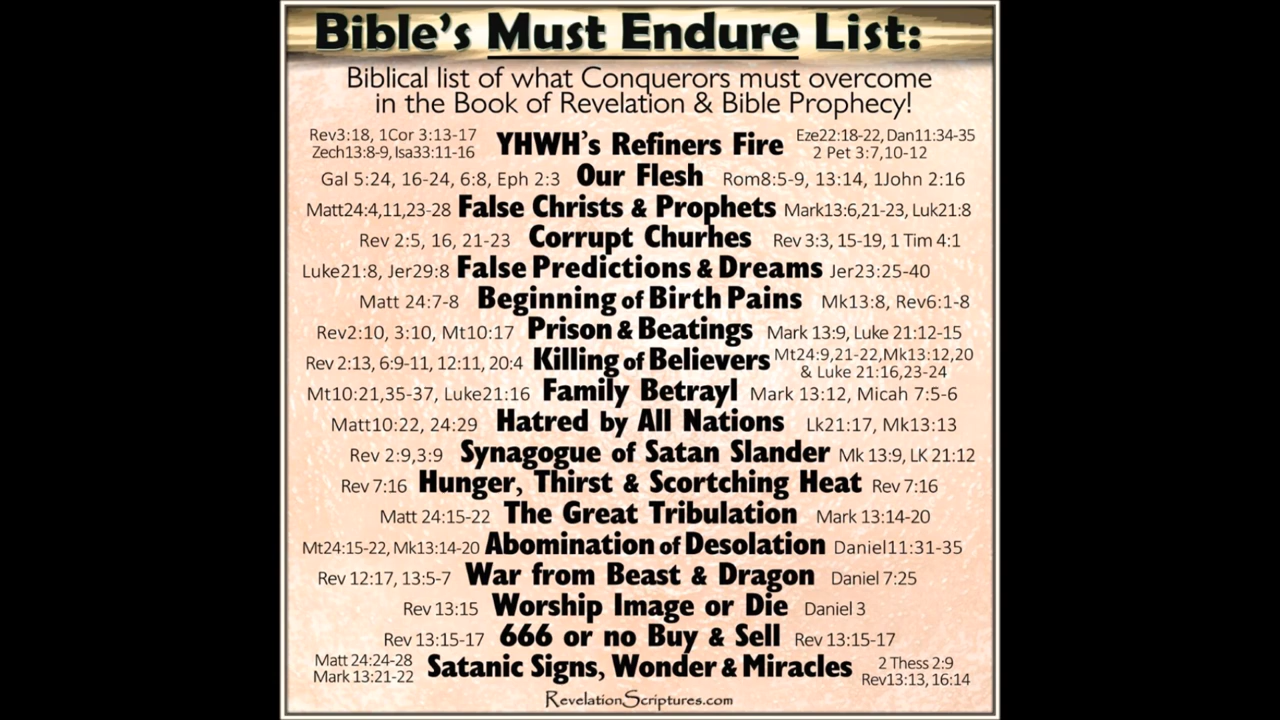 Bible's Must Endure List:
Biblical list of what Conquerors must overcome
in the Book of Revelation & Bible Prophecy!
Rev3:18, 1Cor 3:13-17
Zech13:8-9, Isa33:11-16
YHWH's Refiners Fire
Eze22:18-22, Dan11:34-35
2 Pet 3:7,10-12
Gal 5:24, 16-24, 6:8, Eph 2:3 Our Flesh Rom8:5-9, 13:14, 1John 2:16
Matt24:4,11,23-28 False Christs & Prophets Mark13:6,21-23, Luk21:8
Rev 2:5, 16, 21-23 Corrupt Churhes Rev 3:3, 15-19, 1 Tim 4:1
Luke21:8, Jer29:8 False Predictions & Dreams Jer23:25-40
Matt 24:7-8 Beginning of Birth Pains Mk13:8, Rev6:1-8
Rev2:10, 3:10, Mt10:17 Prison & Beatings Mark 13:9, Luke 21:12-15
Rev 2:13, 6:9-11, 12:11, 20:4 Killing of Believers Mt24:9,21-22,Mk13:12,20
& Luke 21:16,23-24
Mt10:21,35-37, Luke21:16 Family Betrayl Mark 13:12, Micah 7:5-6
Matt10:22, 24:29 Hatred by All Nations Lk21:17, Mk13:13
Rev 2:9,3:9 Synagogue of Satan Slander Mk 13:9, LK 21:12
Rev 7:16 Hunger, Thirst & Scortching Heat Rev 7:16
Matt 24:15-22 The Great Tribulation Mark 13:14-20
Mt24:15-22, Mk13:14-20 Abomination of Desolation Daniel11:31-35
Rev 12:17, 13:5-7 War from Beast & Dragon Daniel 7:25
Rev 13:15 Worship Image or Die Daniel 3
Rev 13:15-17 666 or no Buy & Sell Rev 13:15-17
Matt 24:24-28
Mark 13:21-22
Satanic Signs, Wonder & Miracles
2 Thess 2:9
Rev13:13, 16:14
RevelationScriptures.com